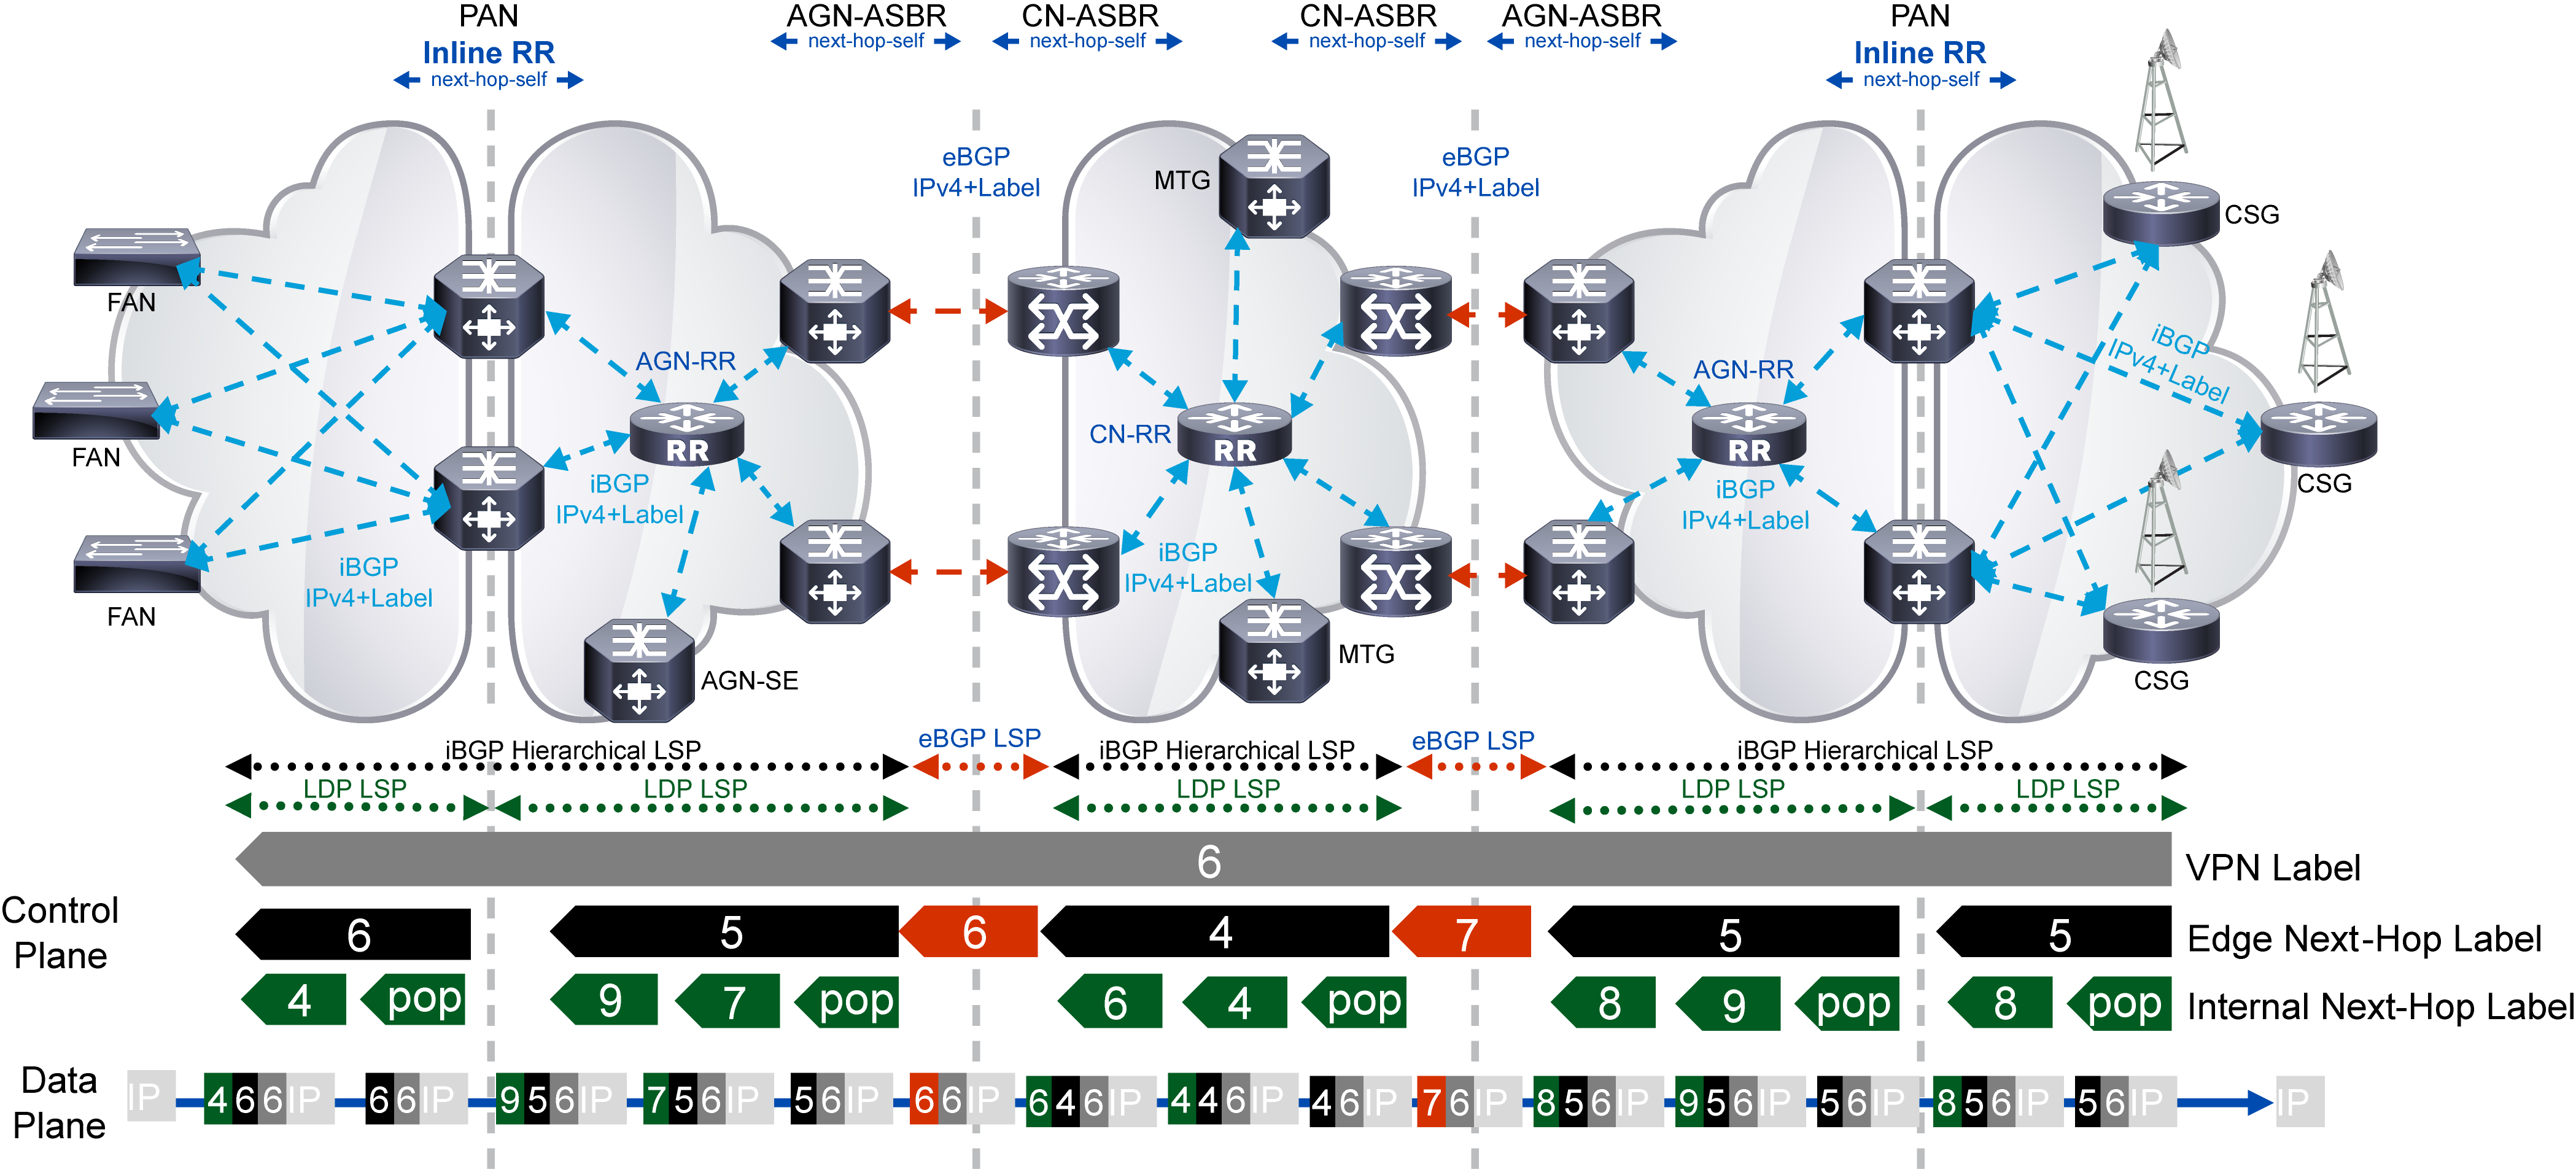 PAN
Inline RR
next-hop-self
AGN-ASBR
next-hop-self
CN-ASBR
next-hop-self
CN-ASBR
next-hop-self
AGN-ASBR
next-hop-self
PAN
Inline RR
next-hop-self
eBGP
IPv4+Label
eBGP
IPv4+Label
MTG
CSG
FAN
FAN
FAN
AGN-RR
RR
iBGP
IPv4+Label
iBGP
IPv4+Label
AGN-SE
CN-RR
RR
iBGP
IPv4+Label
MTG
AGN-RR
RR
iBGP
IPv4+Label
iBGP
IPv4+Label
CSG
CSG
iBGP Hierarchical LSP
eBGP LSP
iBGP Hierarchical LSP
eBGP LSP
iBGP Hierarchical LSP
LDP LSP
LDP LSP
LDP LSP
LDP LSP
LDP LSP
6
VPN Label
Control
Plane
6
5
6
4
7
5
5
Edge Next-Hop Label
4
pop
9
7
pop
6
4
pop
8
9
pop
8
pop
Internal Next-Hop Label
Data
Plane
IP
4 6 6 IP
6 6 IP
9 5 6 IP
7 5 6 IP
5 6 IP
6 6 IP
6 4 6 IP
4 4 6 IP
4 6 IP
7 6 IP
8 5 6 IP
9 5 6 IP
5 6 IP
8 5 6 IP
5 6 IP
IP